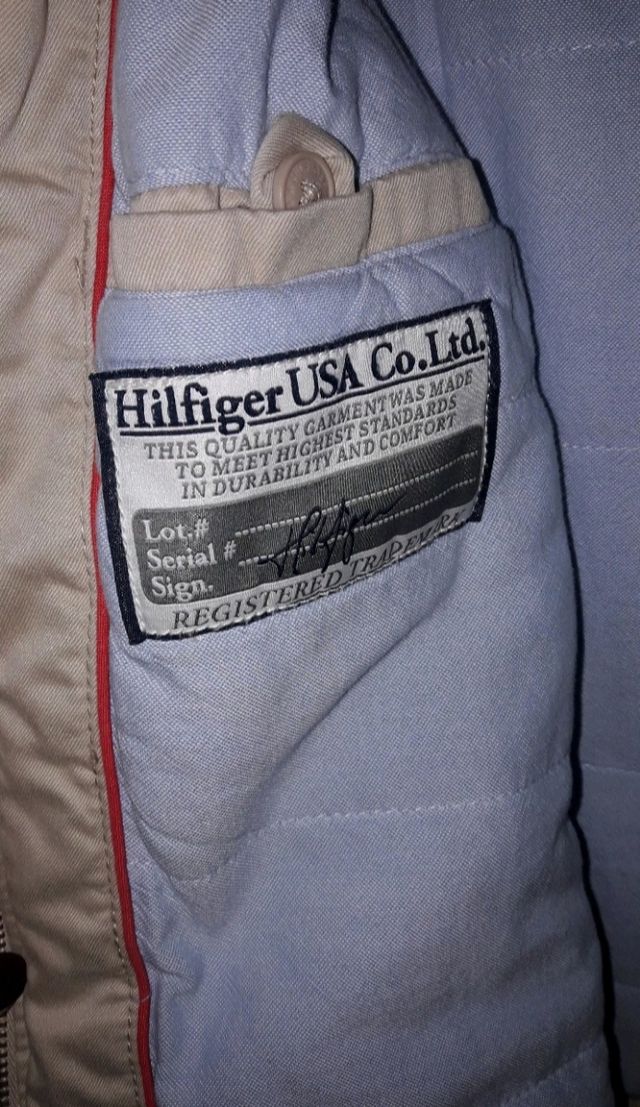 Hilfiger USA Co.Ltd.
THIS QUALITY GARMENT WAS MADE
TO MEET HIGHEST STANDARDS
IN DURABILITY AND COMFORT
Lot.#
Serial #
Sign. Hilfiger
REGISTERED TRADEMARK